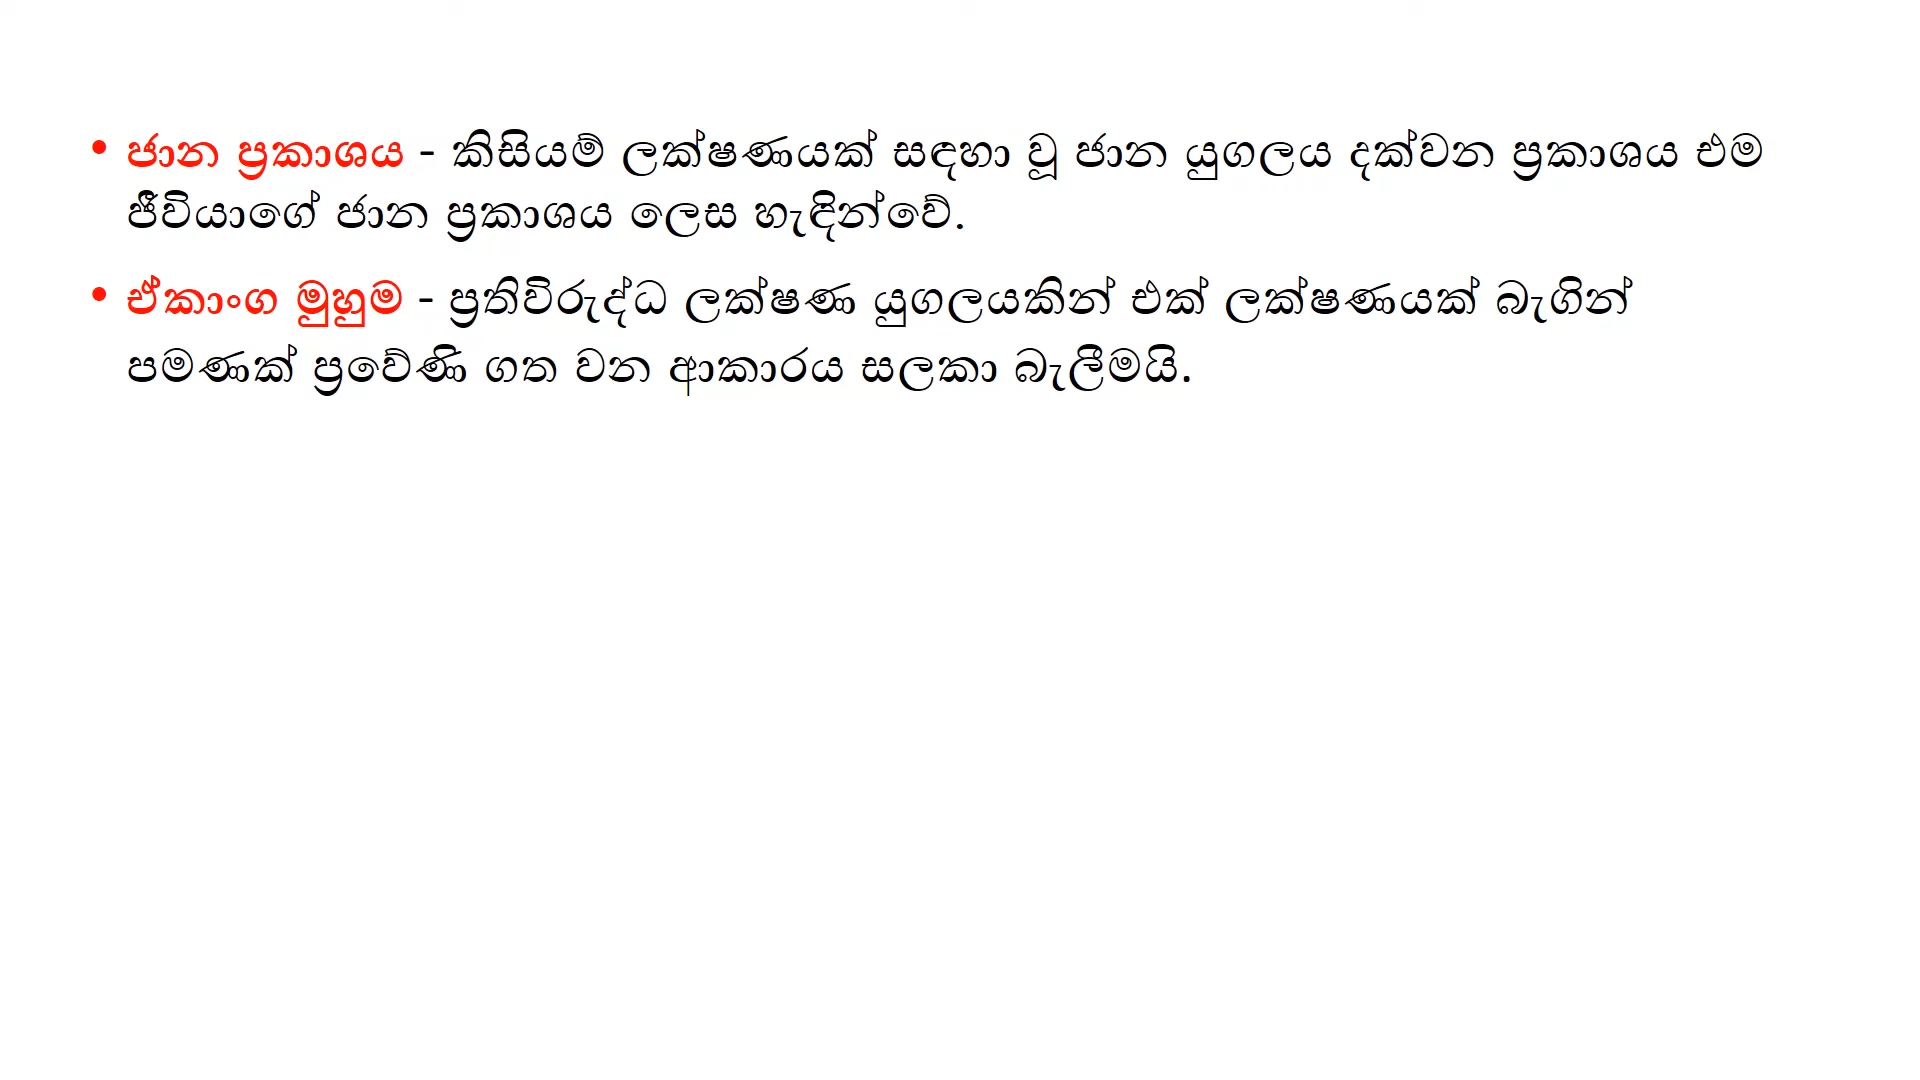 • ජාන ප්‍රකාශය - කිසියම් ලක්ෂණයක් සඳහා වූ ජාන යුගලය දක්වන ප්‍රකාශය එම
ජීවියාගේ ජාන ප්‍රකාශය ලෙස හැඳින්වේ.
• ඒකාංග මුහුම - ප්‍රතිවිරුද්ධ ලක්ෂණ යුගලයකින් එක් ලක්ෂණයක් බැගින්
පමණක් ප්‍රවේණි ගත වන ආකාරය සලකා බැලීමයි.